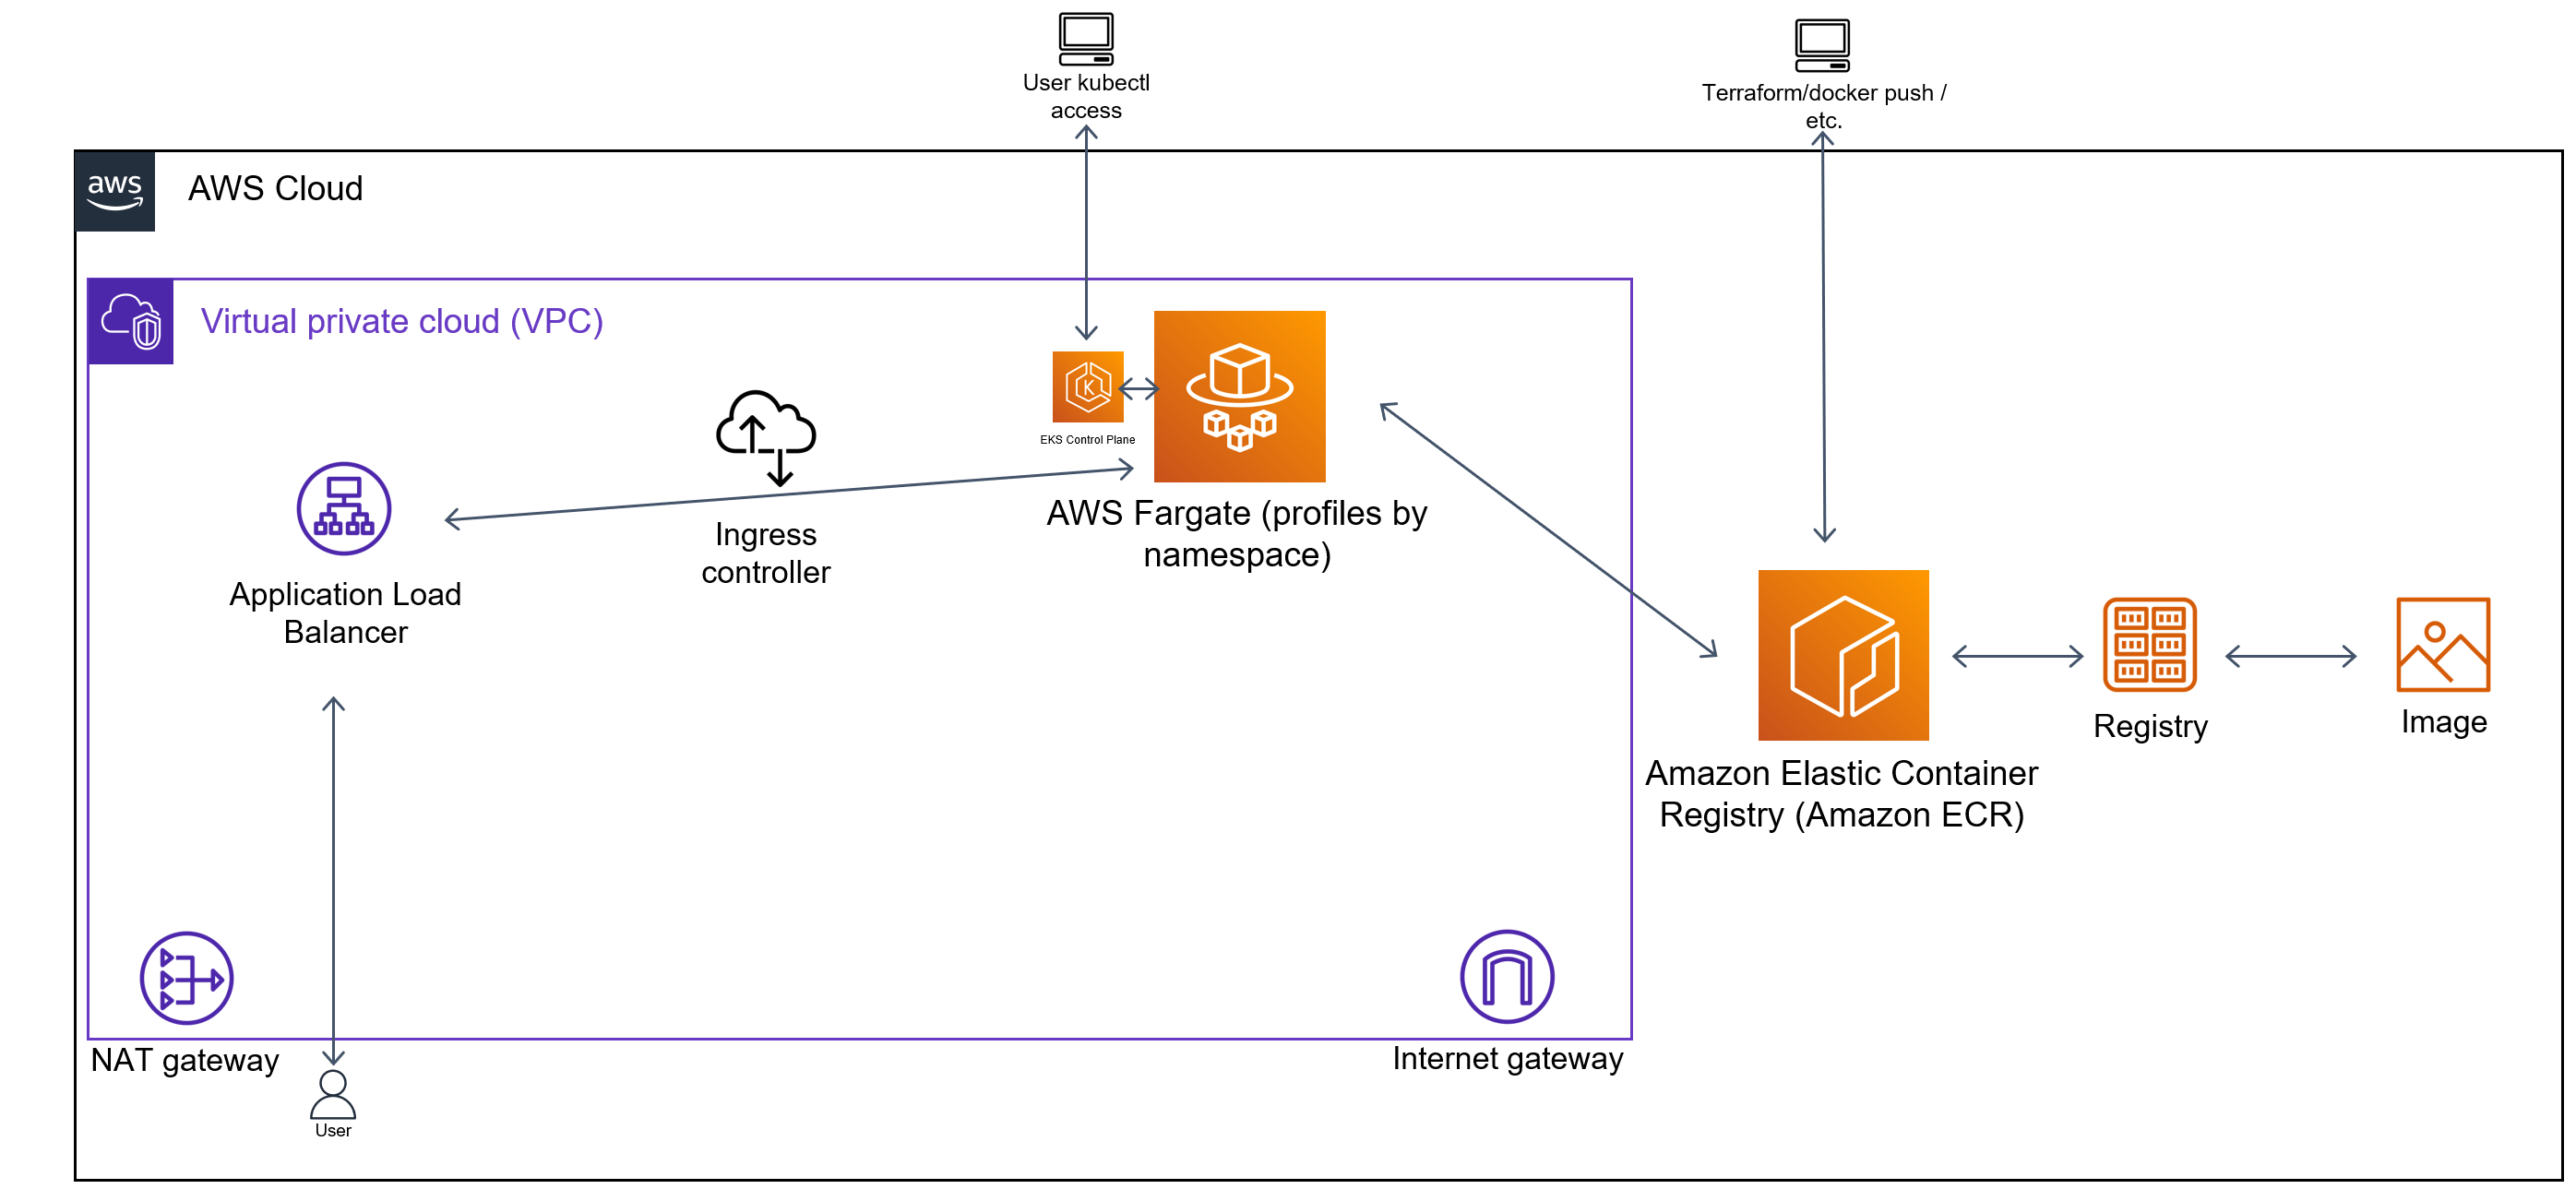 User kubectl
access
Terraform/docker push /
etc.
aws
AWS Cloud
Virtual private cloud (VPC)
K
EKS Control Plane
AWS Fargate (profiles by
namespace)
Ingress
controller
Application Load
Balancer
Amazon Elastic Container
Registry (Amazon ECR)
Registry
Image
NAT gateway
Internet gateway
User